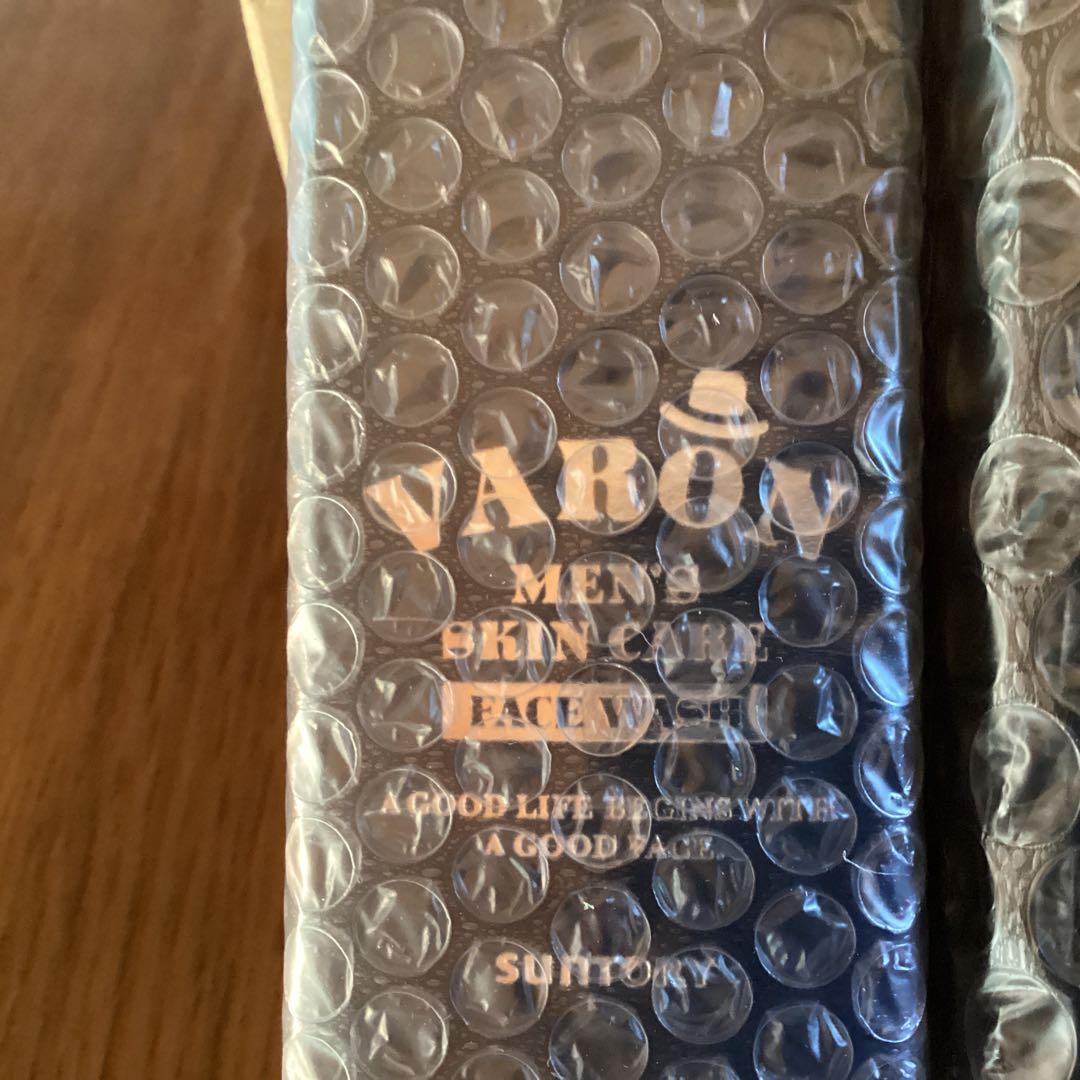 VARON
MEN'S
SKIN CARE
FACE WASH
A GOOD LIFE BEGINS WITH
A GOOD FACE.
SUNTORY